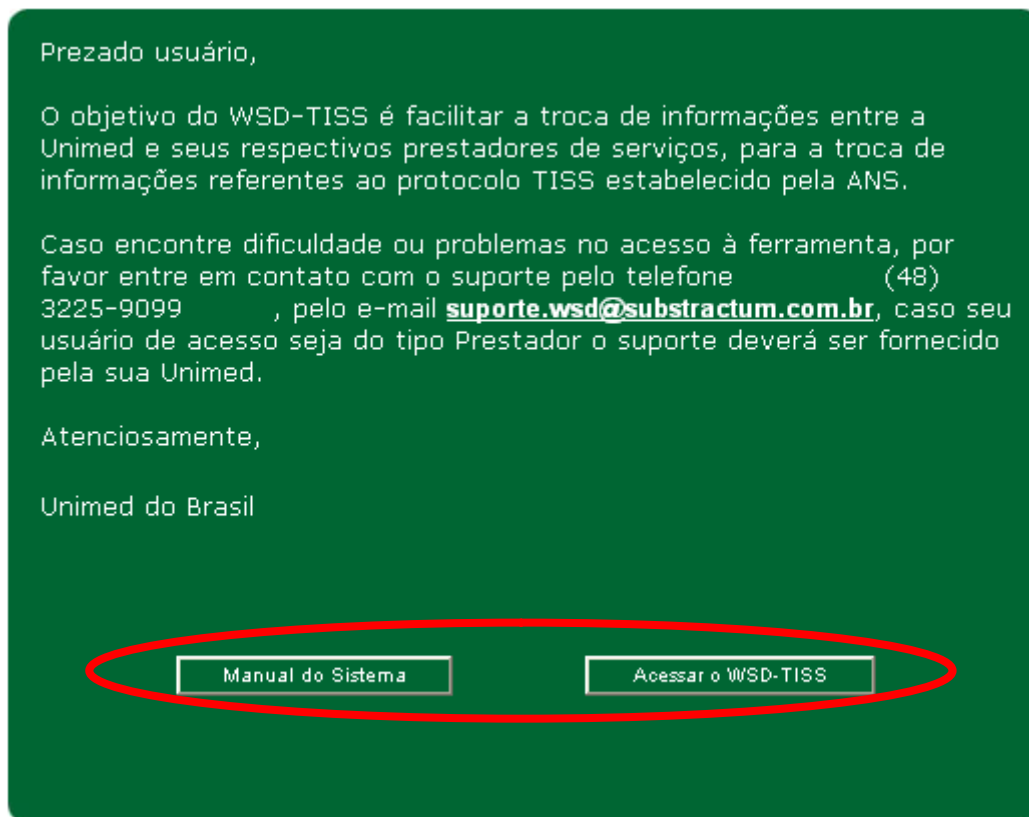 Prezado usuário,
O objetivo do WSD-TISS é facilitar a troca de informações entre a
Unimed e seus respectivos prestadores de serviços, para a troca de
informações referentes ao protocolo TISS estabelecido pela ANS.
Caso encontre dificuldade ou problemas no acesso à ferramenta, por
favor entre em contato com o suporte pelo telefone (48)
3225-9099 , pelo e-mail suporte.wsd@substractum.com.br, caso seu
usuário de acesso seja do tipo Prestador o suporte deverá ser fornecido
pela sua Unimed.
Atenciosamente,
Unimed do Brasil
Manual do Sistema Acessar o WSD-TISS